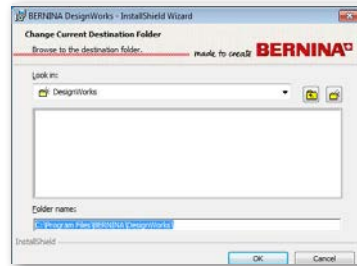 BERNINA DesignWorks - InstallShield Wizard
Change Current Destination Folder
Browse to the destination folder.
made to create BERNINA
Look in:
DesignWorks
Folder name:
C:\Program Files\BERNINA\DesignWorks\
InstallShield
OK Cancel